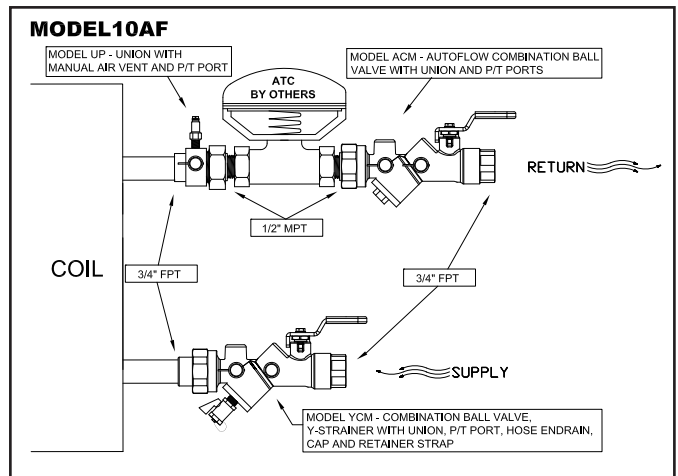 MODEL10AF
MODEL UP - UNION WITH
MANUAL AIR VENT AND P/T PORT
ATC
BY OTHERS
MODEL ACM - AUTOFLOW COMBINATION BALL
VALVE WITH UNION AND P/T PORTS
RETURN
1/2" MPT
COIL
3/4" FPT
3/4" FPT
SUPPLY
MODEL YCM - COMBINATION BALL VALVE,
Y-STRAINER WITH UNION, P/T PORT, HOSE ENDRAIN,
CAP AND RETAINER STRAP